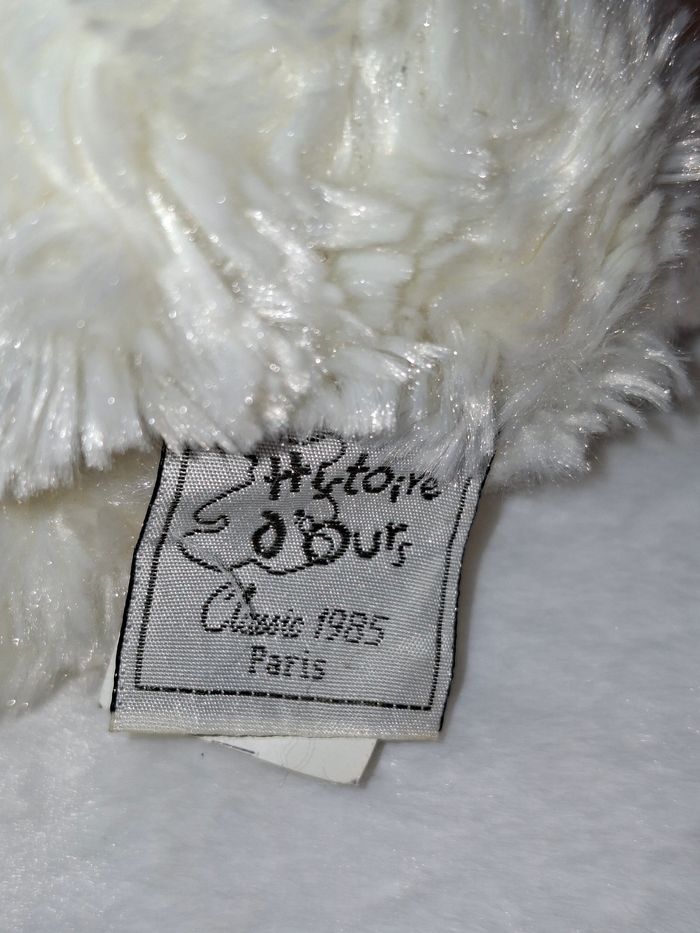 Histoire
d'Ours
Classic 1985
Paris